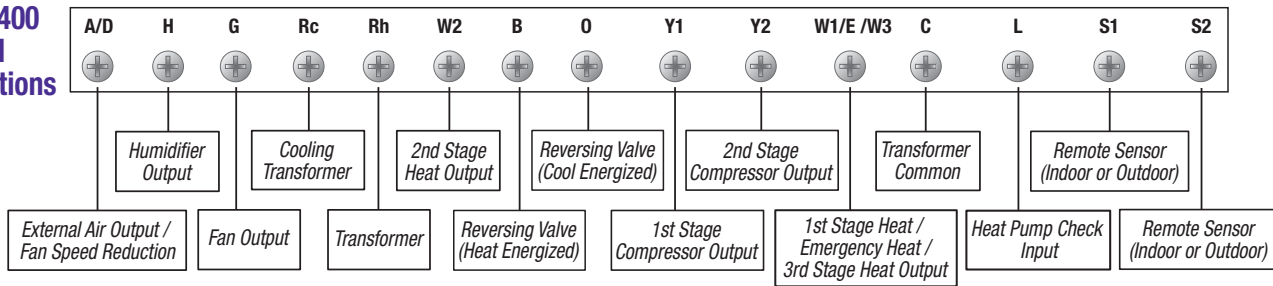 400
tions
A/D H G Rc Rh W2 B O Y1 Y2 W1/E /W3 C L S1 S2
Humidifier
Output
Cooling
Transformer
2nd Stage
Heat Output
Reversing Valve
(Cool Energized)
2nd Stage
Compressor Output
Transformer
Common
Remote Sensor
(Indoor or Outdoor)
External Air Output /
Fan Speed Reduction
Fan Output
Transformer
Reversing Valve
(Heat Energized)
1st Stage
Compressor Output
1st Stage Heat /
Emergency Heat /
3rd Stage Heat Output
Heat Pump Check
Input
Remote Sensor
(Indoor or Outdoor)